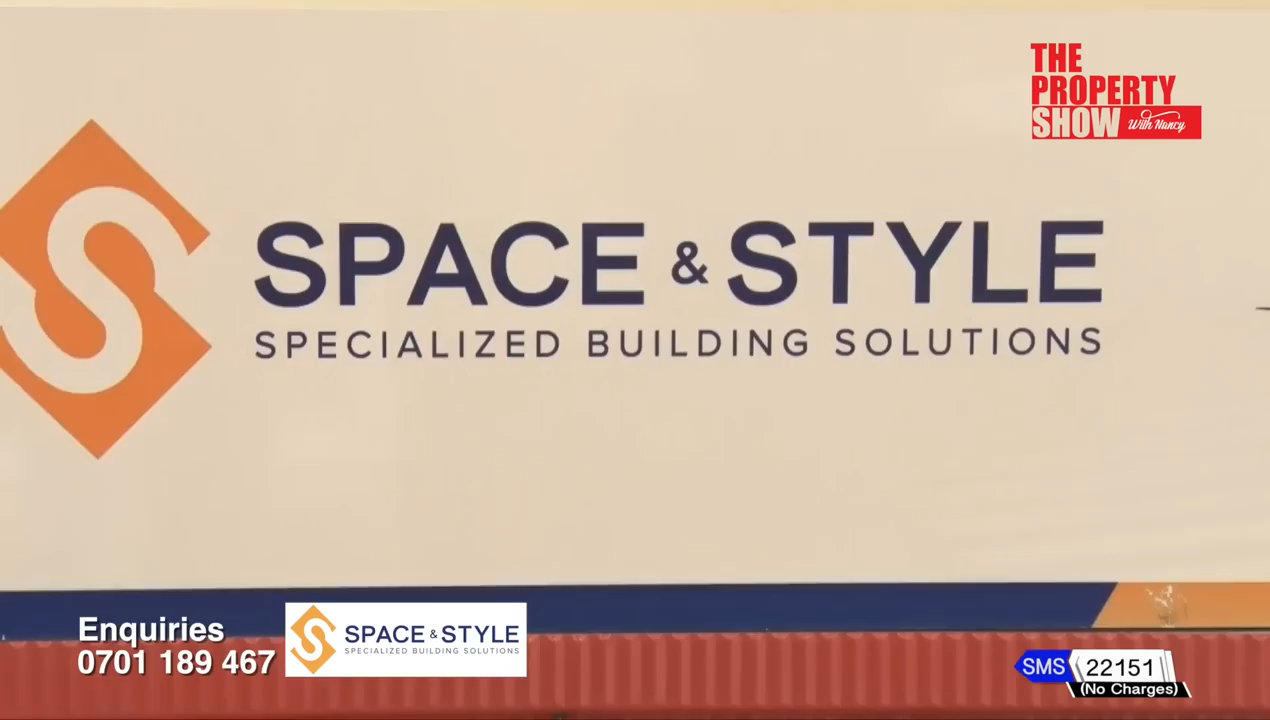 THE
PROPERTY
SHOW With Nancy
SPACE & STYLE
SPECIALIZED BUILDING SOLUTIONS
Enquiries
0701 189 467
SPACE & STYLE
SPECIALIZED BUILDING SOLUTIONS
SMS 22151
(No Charges)